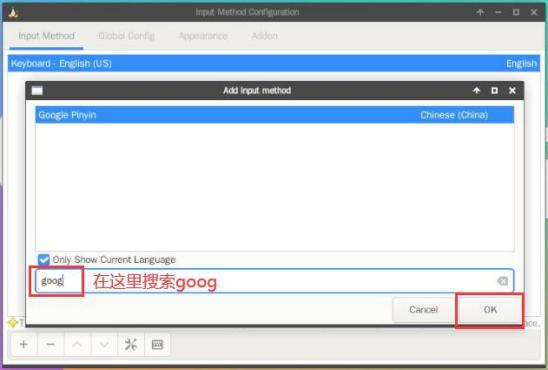 Input Method Configuration
Input Method Global Config Appearance Addon
Keyboard - English (US) English
Add input method
Google Pinyin Chinese (China)
Only Show Current Language
goog 在这里搜索goog
Cancel OK